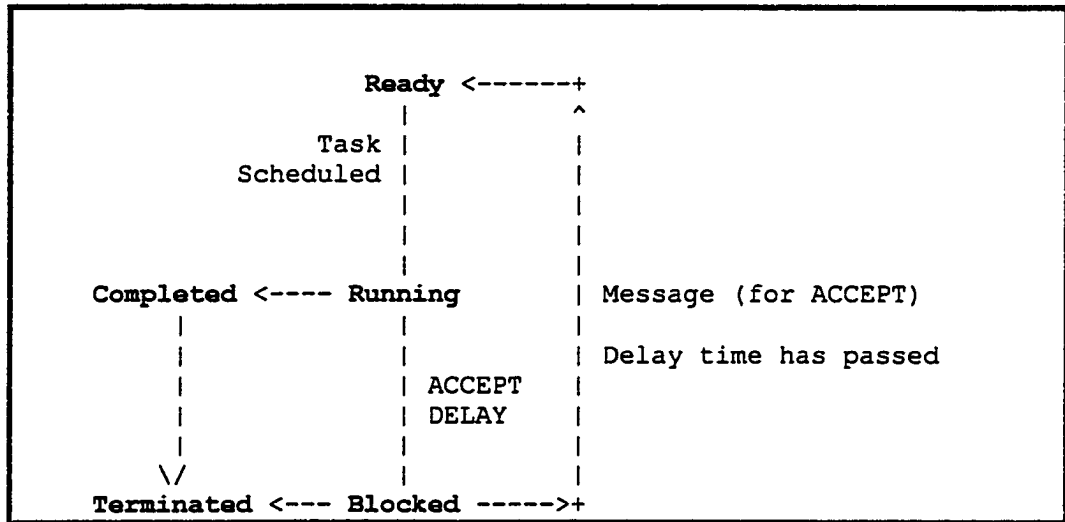 Ready <------+
| ^
Task | |
Scheduled | |
| |
| |
Completed <---- Running | Message (for ACCEPT)
| | |
| | | Delay time has passed
| | ACCEPT |
| | DELAY |
| | |
\/ | |
Terminated <--- Blocked ----->+